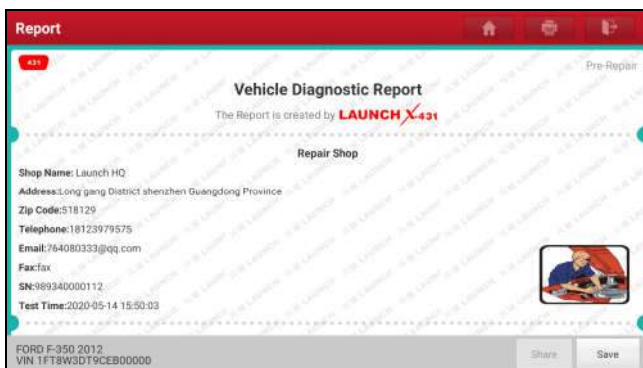 Report
431
Pre-Repair
Vehicle Diagnostic Report
The Report is created by LAUNCH X-431
Repair Shop
Shop Name: Launch HQ
Address:Long gang District shenzhen Guangdong Province
Zip Code:518129
Telephone:18123979575
Email:764080333@qq.com
Fax:fax
SN:989340000112
Test Time:2020-05-14 15:50:03
FORD F-350 2012
VIN 1FT8W3DT9CEB00000
Share
Save